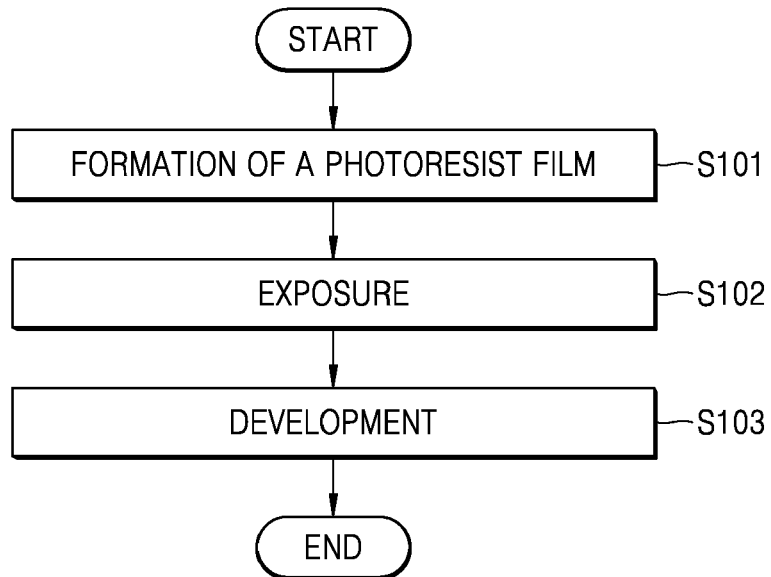 START
FORMATION OF A PHOTORESIST FILM
S101
EXPOSURE
S102
DEVELOPMENT
S103
END